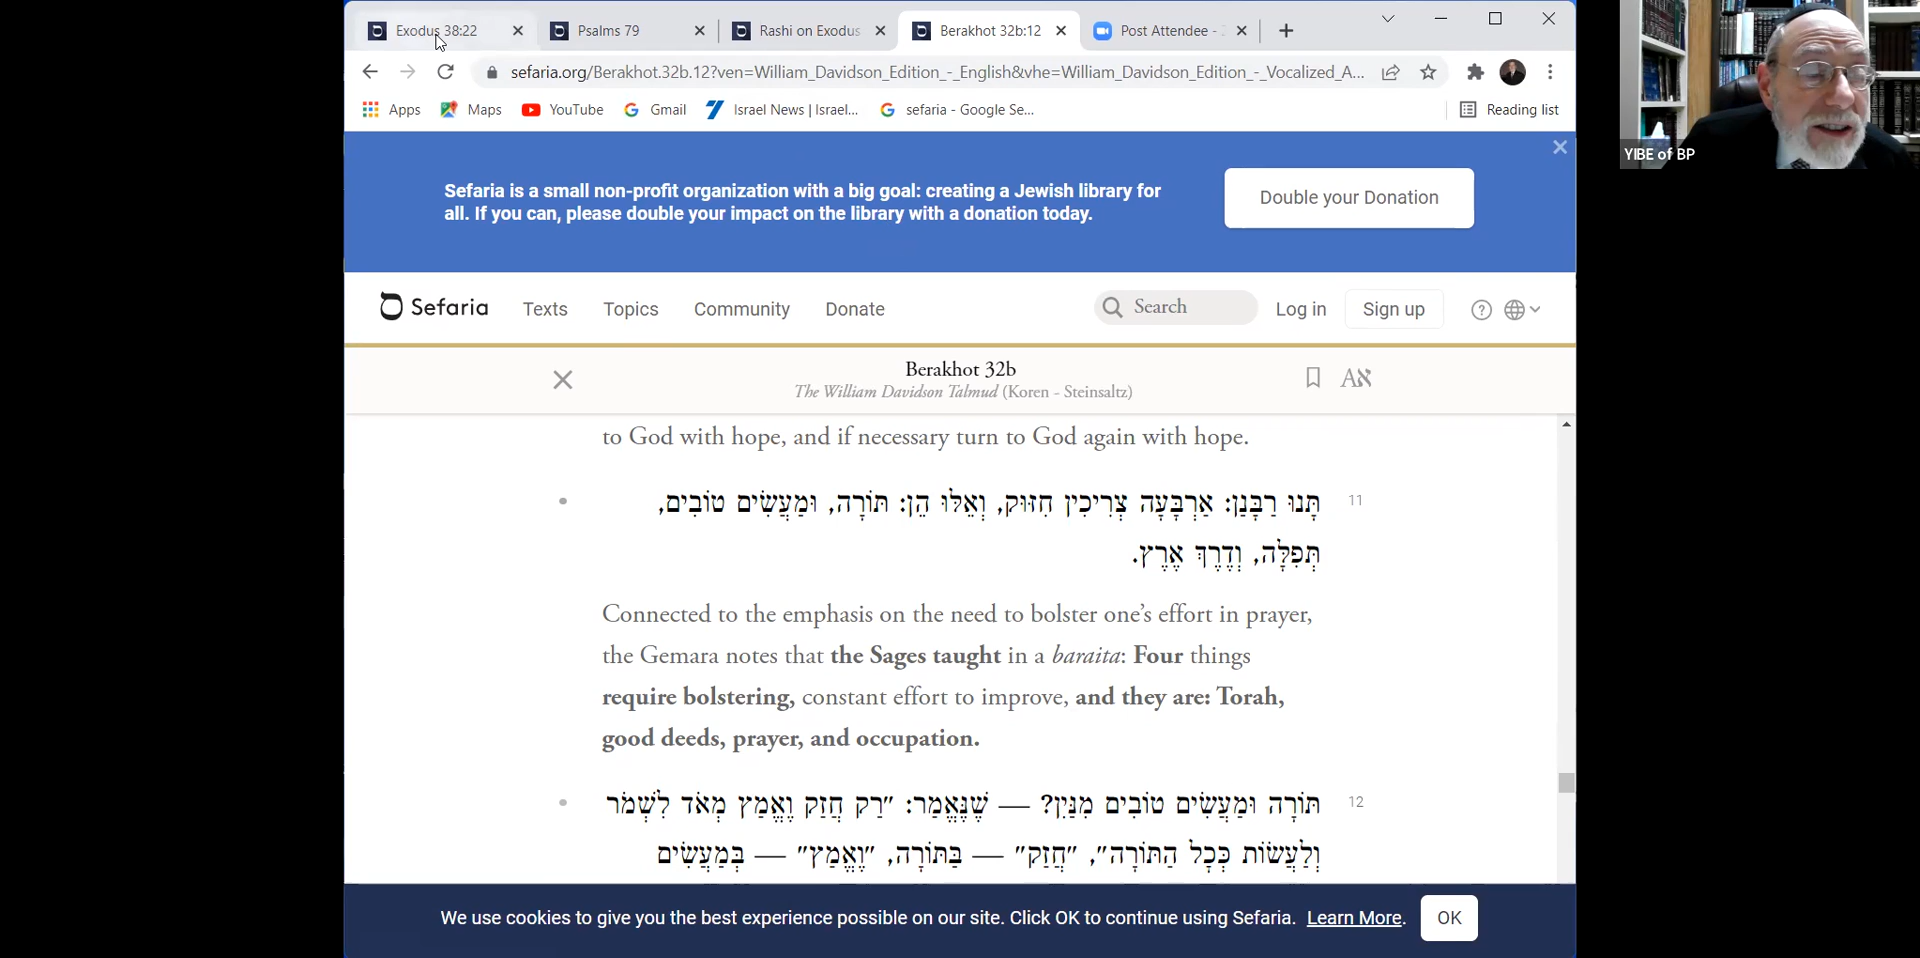 Exodus 38:22
Psalms 79
Rashi on Exodus
Berakhot 32b:12
Post Attendee -
sefaria.org/Berakhot.32b.12?ven=William_Davidson_Edition_-_English&vhe=William_Davidson_Edition_-_Vocalized_A...
Apps
Maps
YouTube
Gmail
Israel News | Israel...
sefaria - Google Se...
Reading list
YIBE of BP
Sefaria is a small non-profit organization with a big goal: creating a Jewish library for
all. If you can, please double your impact on the library with a donation today.
Double your Donation
Sefaria
Texts
Topics
Community
Donate
Search
Log in
Sign up
Berakhot 32b
The William Davidson Talmud (Koren - Steinsaltz)
Aא
to God with hope, and if necessary turn to God again with hope.
11
תָּנוּ רַבָּנַן: אַרְבָּעָה צְרִיכִין חִזּוּק, וְאֵלּוּ הֵן: תּוֹרָה, וּמַעֲשִׂים טוֹבִים,
תְּפִלָּה, וְדֶרֶךְ אֶרֶץ.
Connected to the emphasis on the need to bolster one’s effort in prayer,
the Gemara notes that the Sages taught in a baraita: Four things
require bolstering, constant effort to improve, and they are: Torah,
good deeds, prayer, and occupation.
12
תּוֹרָה וּמַעֲשִׂים טוֹבִים מִנַּיִן? — שֶׁנֶּאֱמַר: ״רַק חֲזַק וֶאֱמַץ מְאֹד לִשְׁמֹר
וְלַעֲשׂוֹת כְּכָל הַתּוֹרָה״, ״חֲזַק״ — בַּתּוֹרָה, ״וֶאֱמַץ״ — בְּמַעֲשִׂים
We use cookies to give you the best experience possible on our site. Click OK to continue using Sefaria. Learn More.
OK